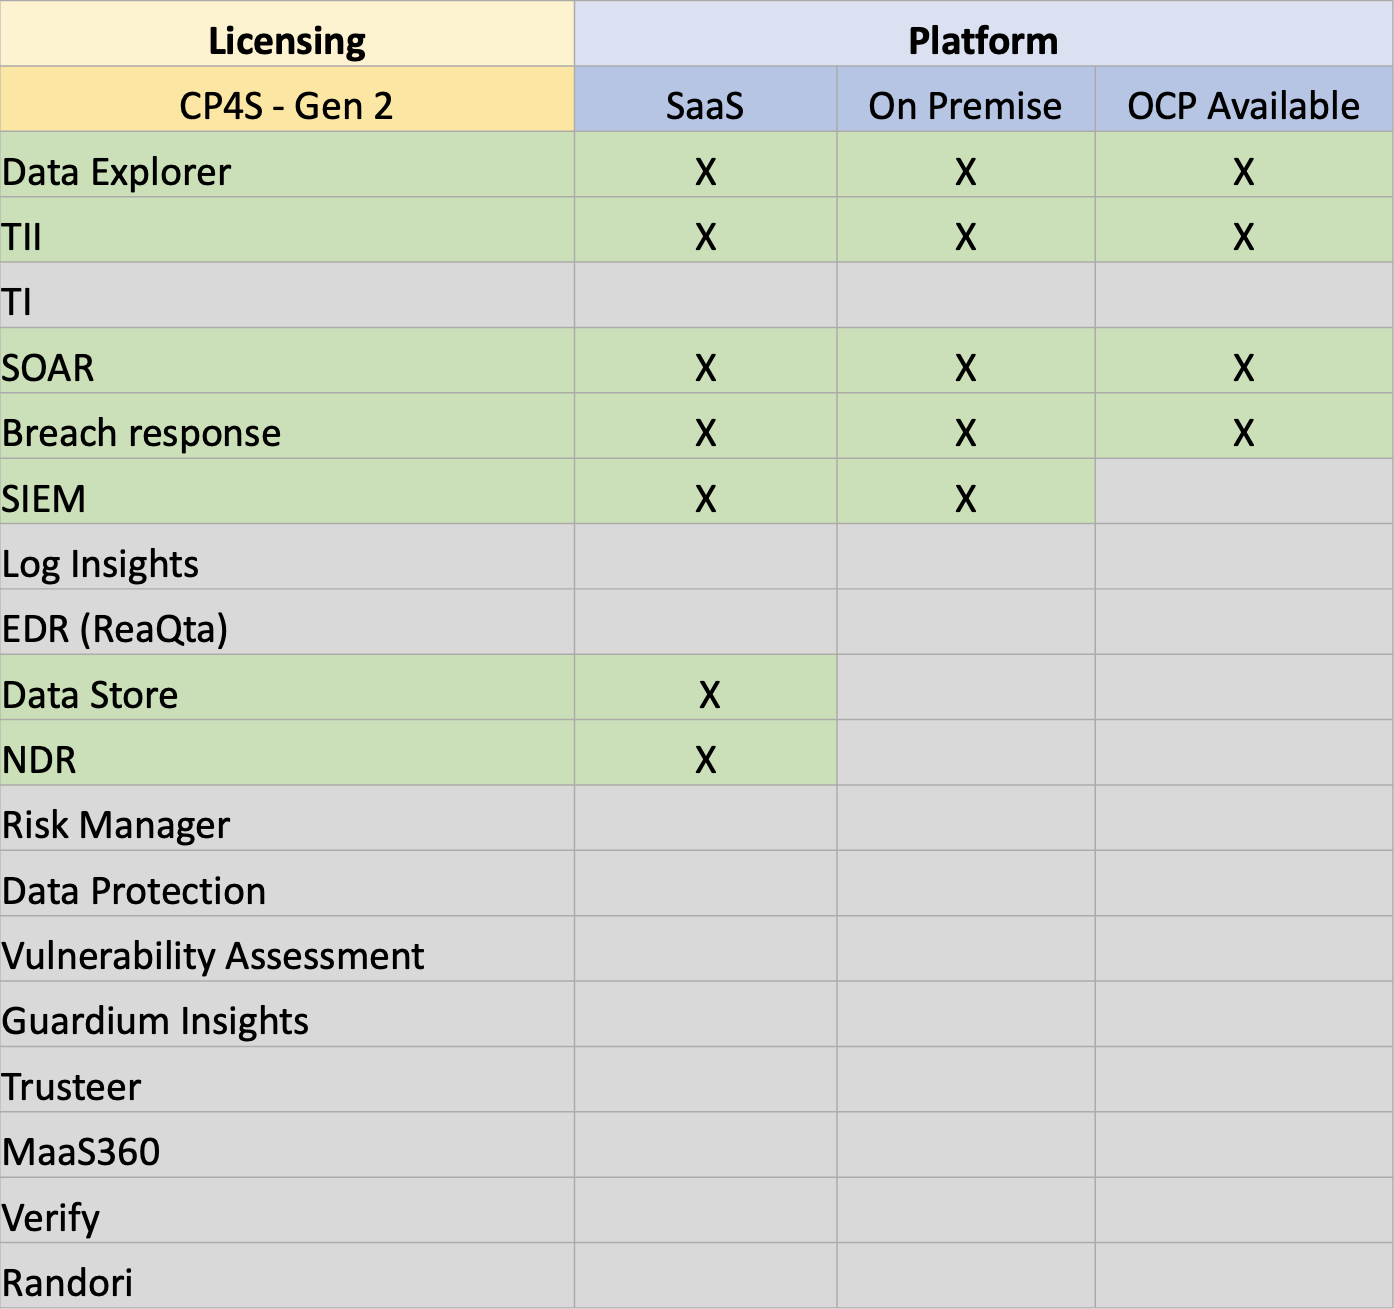 Licensing Platform
CP4S - Gen 2 SaaS On Premise OCP Available
Data Explorer X X X
TII X X X
TI
SOAR X X X
Breach response X X X
SIEM X X
Log Insights
EDR (ReaQta)
Data Store X
NDR X
Risk Manager
Data Protection
Vulnerability Assessment
Guardium Insights
Trusteer
MaaS360
Verify
Randori